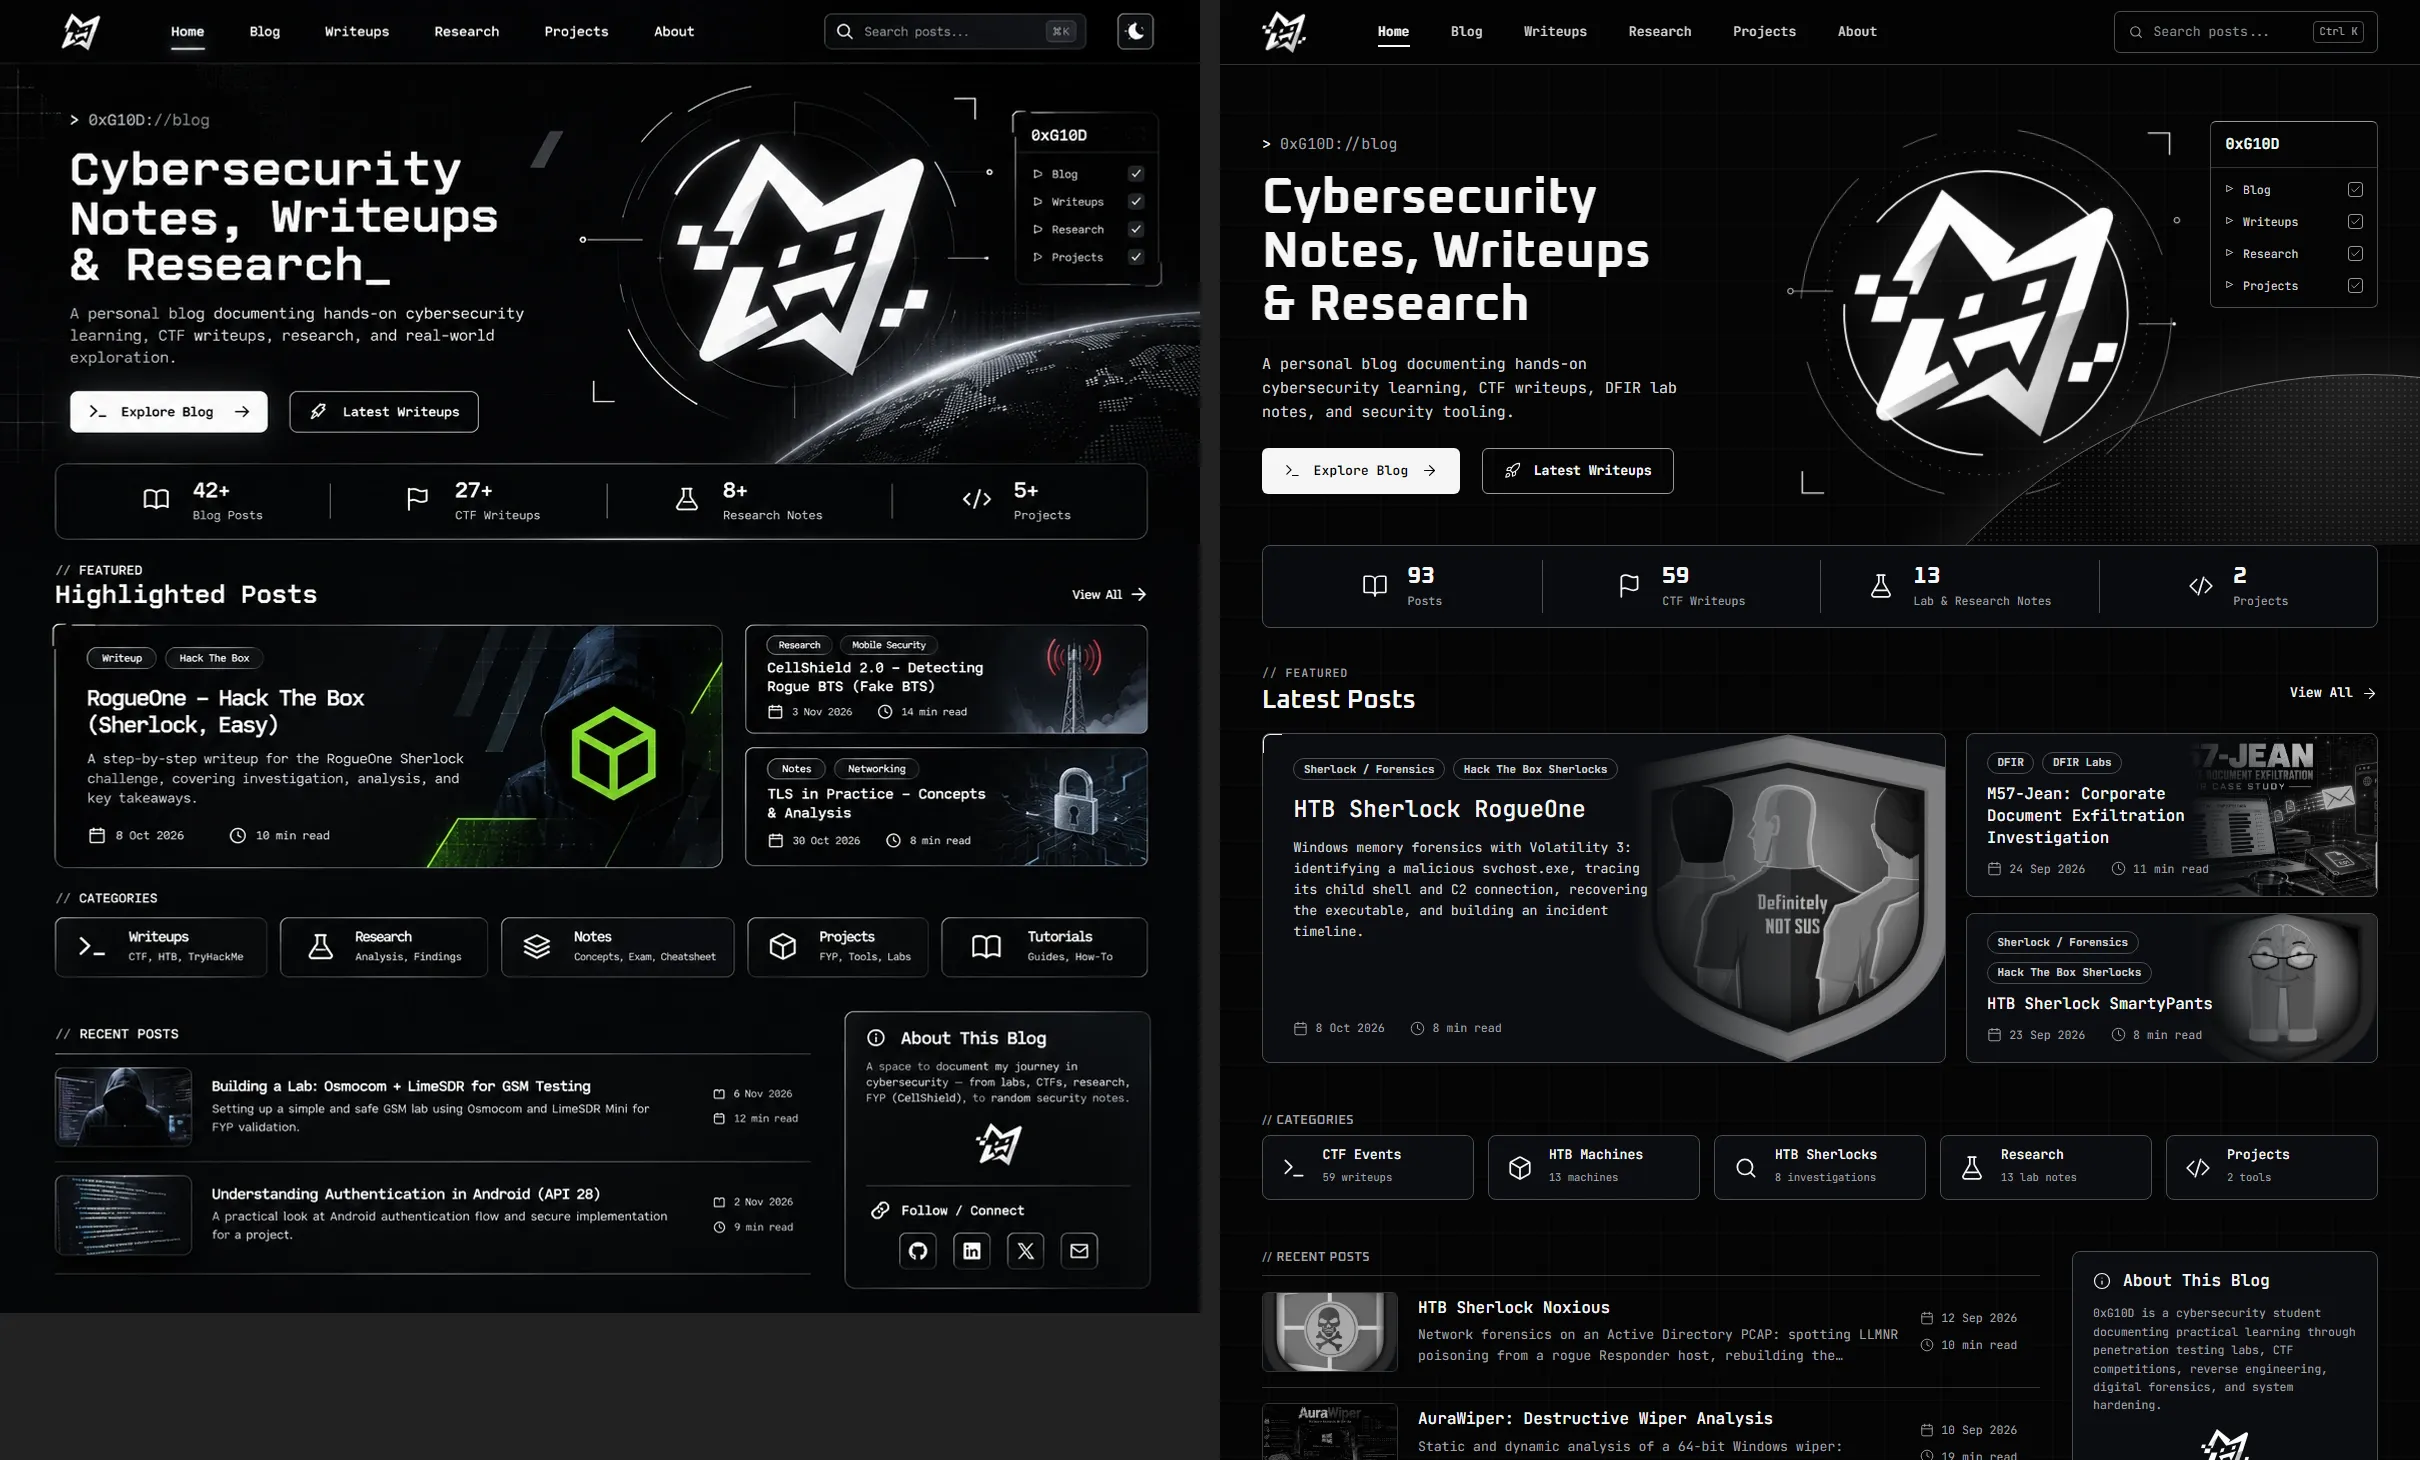 Home
Blog
Writeups
Research
Projects
About
Search posts...
⌘K
> 0xG10D://blog
Cybersecurity
Notes, Writeups
& Research_
A personal blog documenting hands-on cybersecurity
learning, CTF writeups, research, and real-world
exploration.
>_ Explore Blog →
Latest Writeups
0xG10D
Blog
Writeups
Research
Projects
42+
Blog Posts
27+
CTF Writeups
8+
Research Notes
5+
Projects
// FEATURED
Highlighted Posts
View All →
Writeup
Hack The Box
RogueOne – Hack The Box
(Sherlock, Easy)
A step-by-step writeup for the RogueOne Sherlock
challenge, covering investigation, analysis, and
key takeaways.
8 Oct 2026
10 min read
Research
Mobile Security
CellShield 2.0 – Detecting
Rogue BTS (Fake BTS)
3 Nov 2026
14 min read
Notes
Networking
TLS in Practice – Concepts
& Analysis
30 Oct 2026
8 min read
// CATEGORIES
Writeups
CTF, HTB, TryHackMe
Research
Analysis, Findings
Notes
Concepts, Exam, Cheatsheet
Projects
FYP, Tools, Labs
Tutorials
Guides, How-To
// RECENT POSTS
Building a Lab: Osmocom + LimeSDR for GSM Testing
Setting up a simple and safe GSM lab using Osmocom and LimeSDR Mini for
FYP validation.
6 Nov 2026
12 min read
Understanding Authentication in Android (API 28)
A practical look at Android authentication flow and secure implementation
for a project.
2 Nov 2026
9 min read
About This Blog
A space to document my journey in
cybersecurity — from labs, CTFs, research,
FYP (CellShield), to random security notes.
Follow / Connect
Home
Blog
Writeups
Research
Projects
About
Search posts...
Ctrl K
> 0xG10D://blog
Cybersecurity
Notes, Writeups
& Research
A personal blog documenting hands-on
cybersecurity learning, CTF writeups, DFIR lab
notes, and security tooling.
>_ Explore Blog →
Latest Writeups
0xG10D
Blog
Writeups
Research
Projects
93
Posts
59
CTF Writeups
13
Lab & Research Notes
2
Projects
// FEATURED
Latest Posts
View All →
Sherlock / Forensics
Hack The Box Sherlocks
HTB Sherlock RogueOne
Windows memory forensics with Volatility 3:
identifying a malicious svchost.exe, tracing
its child shell and C2 connection, recovering
the executable, and building an incident
timeline.
8 Oct 2026
8 min read
Definitely
NOT SUS
DFIR
DFIR Labs
M57-Jean: Corporate
Document Exfiltration
Investigation
24 Sep 2026
11 min read
7-JEAN
DOCUMENT EXFILTRATION
CASE STUDY
Sherlock / Forensics
Hack The Box Sherlocks
HTB Sherlock SmartyPants
23 Sep 2026
8 min read
// CATEGORIES
CTF Events
59 writeups
HTB Machines
13 machines
HTB Sherlocks
8 investigations
Research
13 lab notes
Projects
2 tools
// RECENT POSTS
HTB Sherlock Noxious
Network forensics on an Active Directory PCAP: spotting LLMNR
poisoning from a rogue Responder host, rebuilding the…
12 Sep 2026
10 min read
AuraWiper
AuraWiper: Destructive Wiper Analysis
Static and dynamic analysis of a 64-bit Windows wiper:
10 Sep 2026
19 min read
About This Blog
0xG10D is a cybersecurity student
documenting practical learning through
penetration testing labs, CTF
competitions, reverse engineering,
digital forensics, and system
hardening.